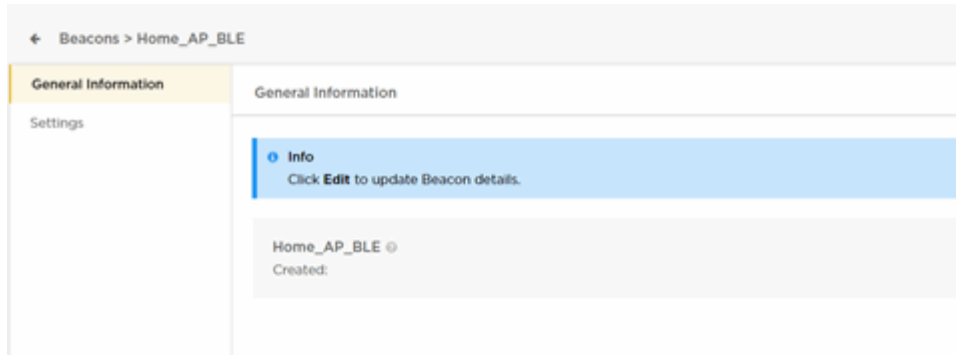 Beacons > Home_AP_BLE
General Information
Settings
General Information
Info
Click Edit to update Beacon details.
Home_AP_BLE
Created: